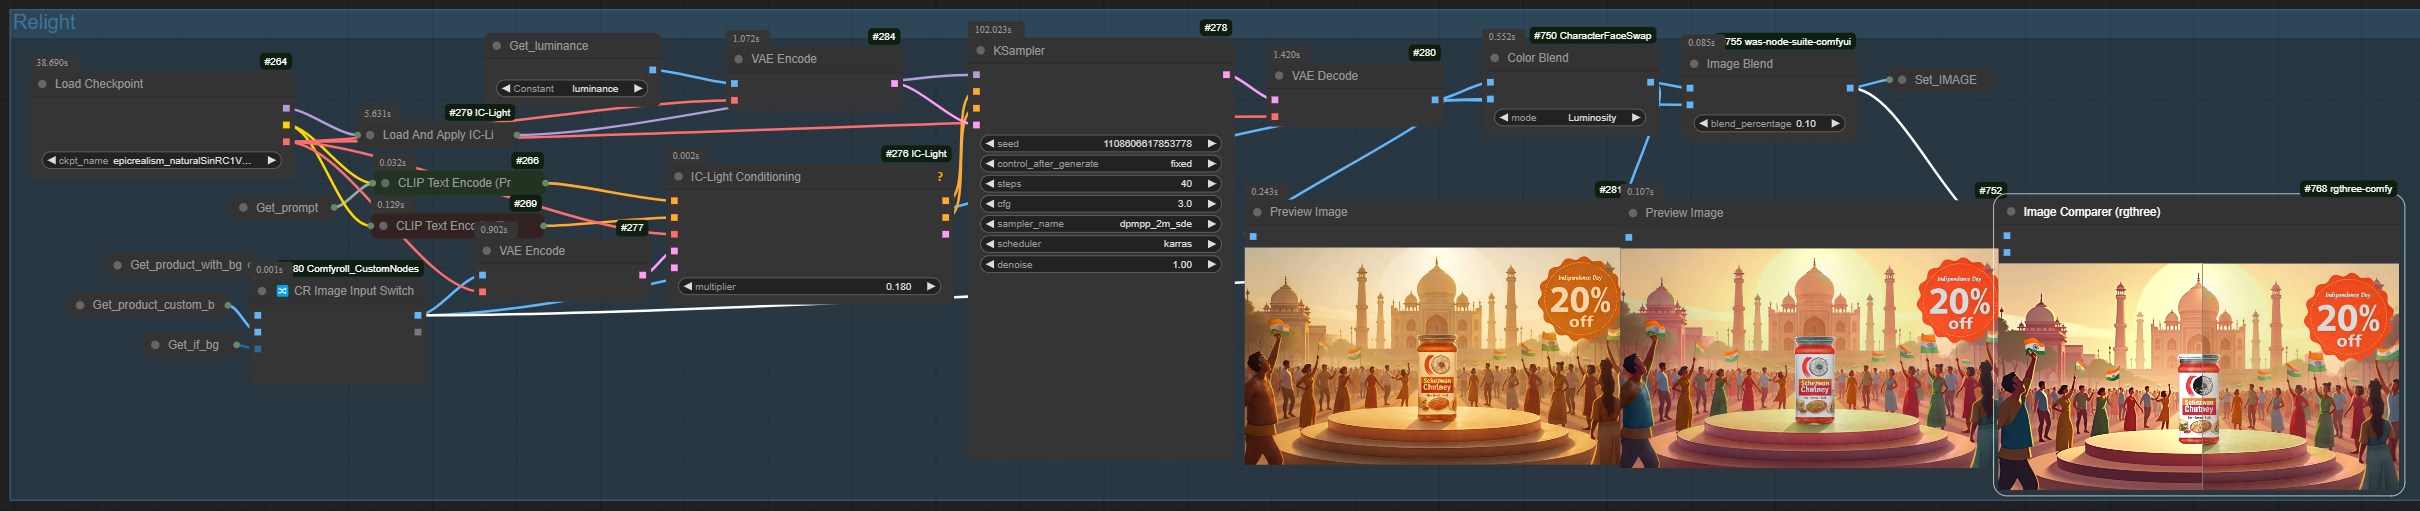 Relight
38.690s
#264
Load Checkpoint
ckpt_name epicrealism_naturalSinRC1V...
Get_luminance
Constant luminance
1.072s
#284
VAE Encode
5.631s
#279 IC-Light
Load And Apply IC-Li
0.032s
#266
CLIP Text Encode (Pr
Get_prompt
0.129s
#269
CLIP Text Enc
0.902s
#277
VAE Encode
Get_product_with_bg
0.001s
80 Comfyroll_CustomNodes
CR Image Input Switch
Get_product_custom_b
Get_if_bg
0.002s
#276 IC-Light
IC-Light Conditioning
?
multiplier 0.180
102.023s
#278
KSampler
seed 1108606617853778
control_after_generate fixed
steps 40
cfg 3.0
sampler_name dpmpp_2m_sde
scheduler karras
denoise 1.00
1.420s
#280
VAE Decode
0.552s
#750 CharacterFaceSwap
Color Blend
mode Luminosity
0.085s
755 was-node-suite-comfyui
Image Blend
blend_percentage 0.10
Set_IMAGE
0.243s
#281
Preview Image
Indipendence Day
20%
off
Schezwan
Chutney
0.107s
#752
Preview Image
Indipendence Day
20%
off
Schezwan
Chutney
#768 rgthree-comfy
Image Comparer (rgthree)
Indipendence Day
20%
off
Schezwan
Chutney